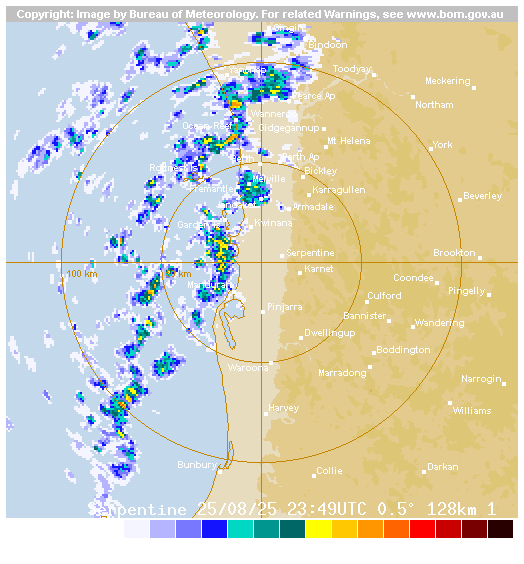 Copyright: Image by Bureau of Meteorology. For related Warnings, see www.bom.gov.au
Bindoon
Toodyay
Meckering
Pearce Ap
Northam
Wanneroo
Ocean Reef
Gidgegannup
Mt Helena
York
Perth
Perth Ap
Rottnest Is
Bickley
Melville
Fremantle
Karragullen
Beverley
Armadale
Kwinana
Serpentine
Brookton
Karnet
100 km
50 km
Coondee
Pingelly
Culford
Pinjarra
Bannister
Wandering
Dwellingup
Boddington
Waroona
Marradong
Narrogin
Harvey
Williams
Bunbury
Collie
Darkan
Serpentine 25/08/25 23:49UTC 0.5° 128km 1